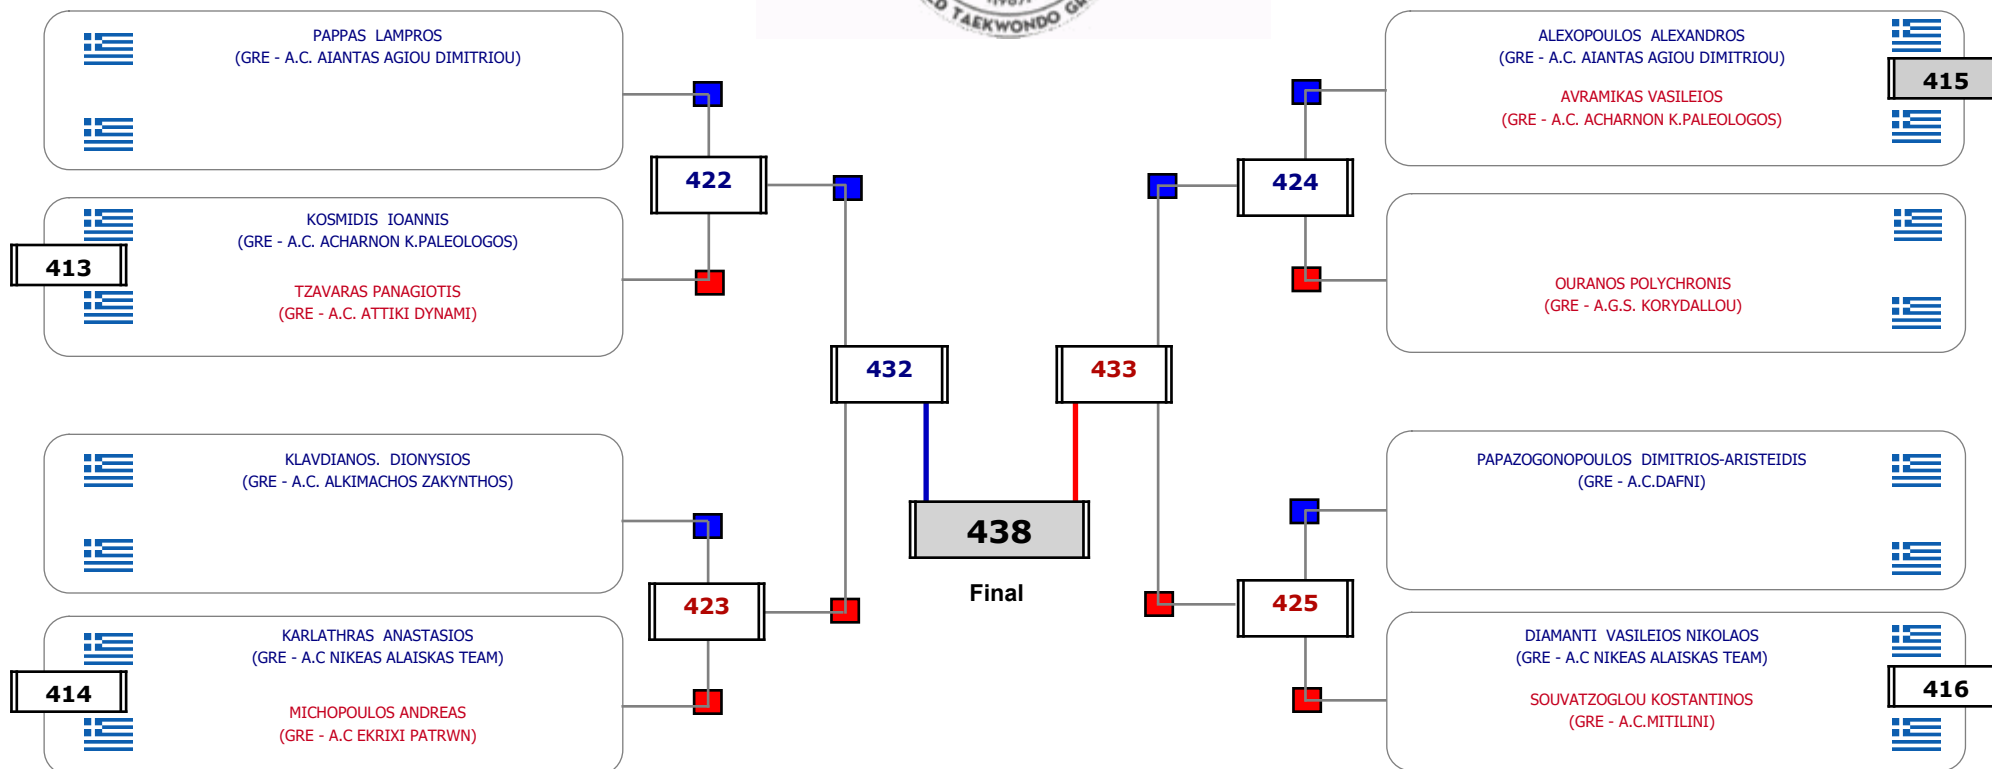 D TAEKWONDO GR
PAPPAS LAMPROS
(GRE - A.C. AIANTAS AGIOU DIMITRIOU)
413
KOSMIDIS IOANNIS
(GRE - A.C. ACHARNON K.PALEOLOGOS)
TZAVARAS PANAGIOTIS
(GRE - A.C. ATTIKI DYNAMI)
422
KLAVDIANOS. DIONYSIOS
(GRE - A.C. ALKIMACHOS ZAKYNTHOS)
414
KARLATHRAS ANASTASIOS
(GRE - A.C NIKEAS ALAISKAS TEAM)
MICHOPOULOS ANDREAS
(GRE - A.C EKRIXI PATRWN)
423
432
438
Final
433
ALEXOPOULOS ALEXANDROS
(GRE - A.C. AIANTAS AGIOU DIMITRIOU)
AVRAMIKAS VASILEIOS
(GRE - A.C. ACHARNON K.PALEOLOGOS)
415
424
OURANOS POLYCHRONIS
(GRE - A.G.S. KORYDALLOU)
PAPAZOGONOPOULOS DIMITRIOS-ARISTEIDIS
(GRE - A.C.DAFNI)
425
DIAMANTI VASILEIOS NIKOLAOS
(GRE - A.C NIKEAS ALAISKAS TEAM)
SOUVATZOGLOU KOSTANTINOS
(GRE - A.C.MITILINI)
416